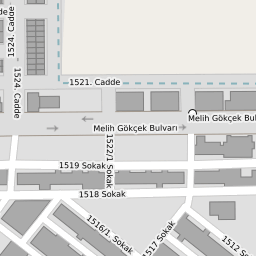 1524. Cadde
1524. Cadde
1521. Cadde
Melih Gökçek Bul
Melih Gökçek Bulvarı
1522/1 Sokak
1519 Sokak
1518 Sokak
1516/1. Sokak
1517 Sokak
1512 So